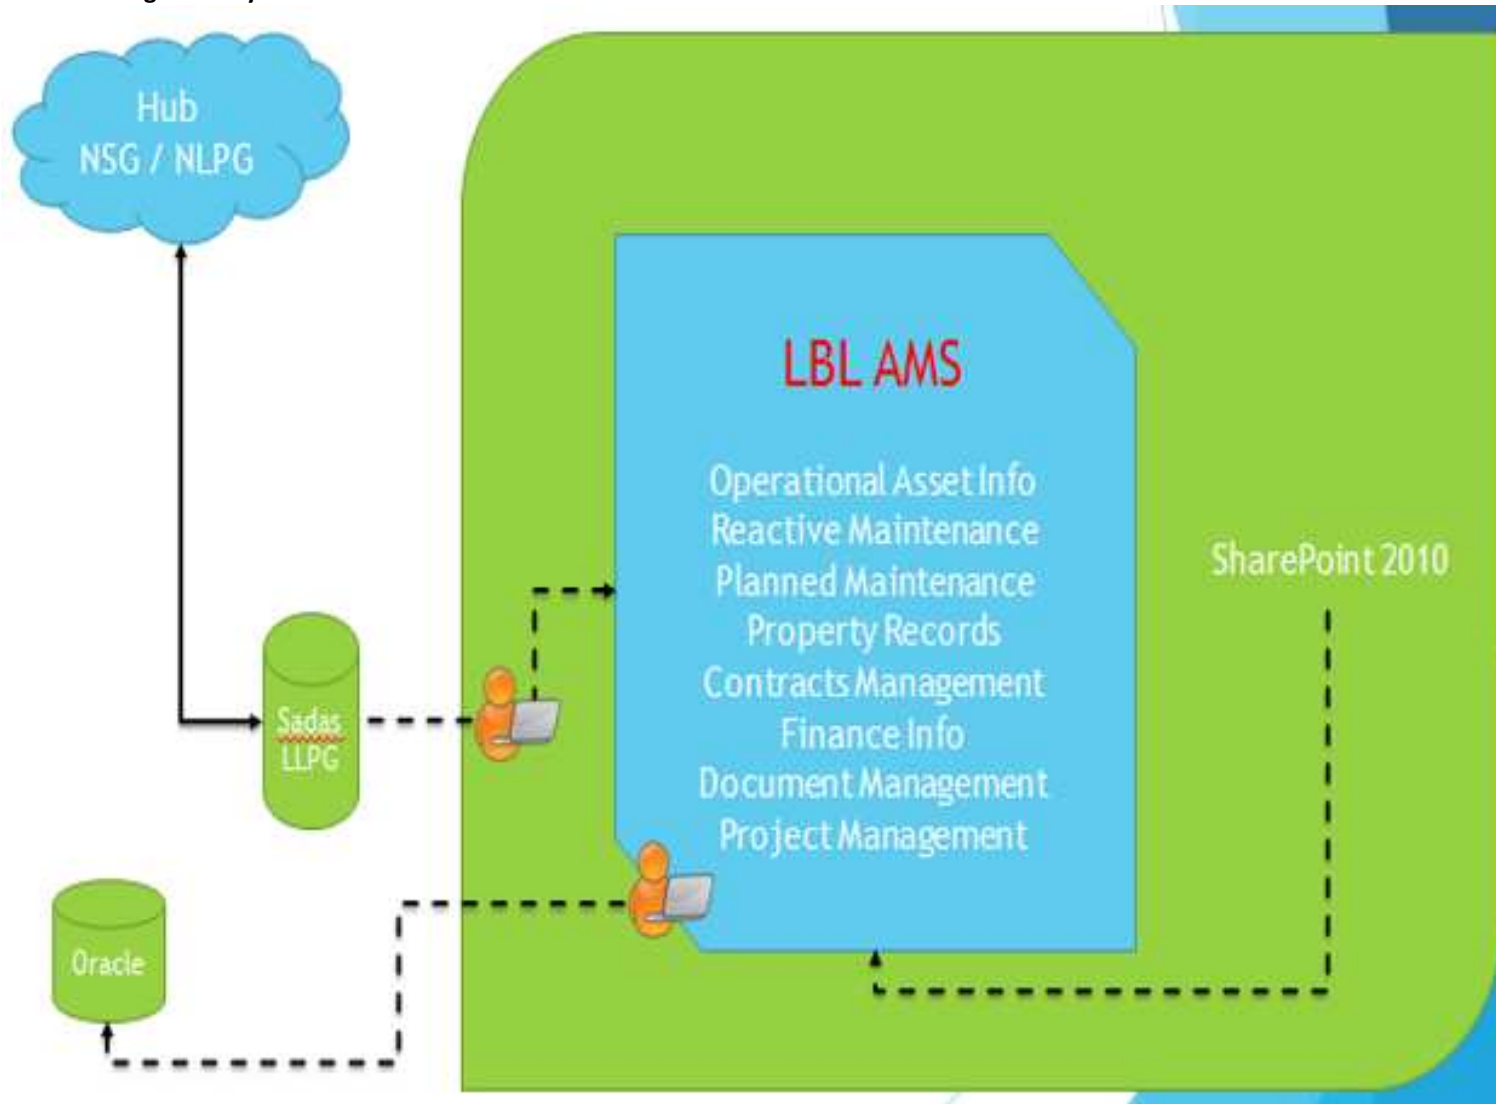 Hub
NSG / NLPG
LBL AMS
Operational Asset Info
Reactive Maintenance
Planned Maintenance
Property Records
Contracts Management
Finance Info
Document Management
Project Management
SharePoint 2010
Sadas
LLPG
Oracle